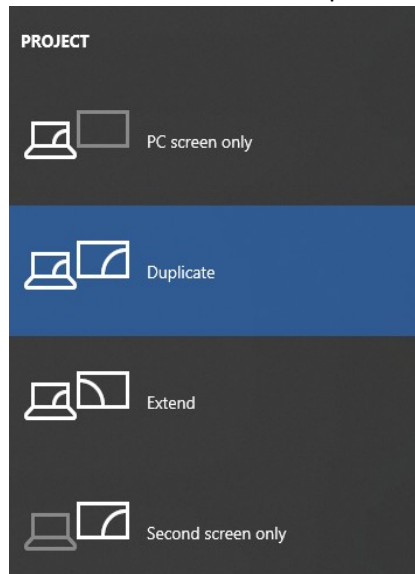 PROJECT
PC screen only
Duplicate
Extend
Second screen only